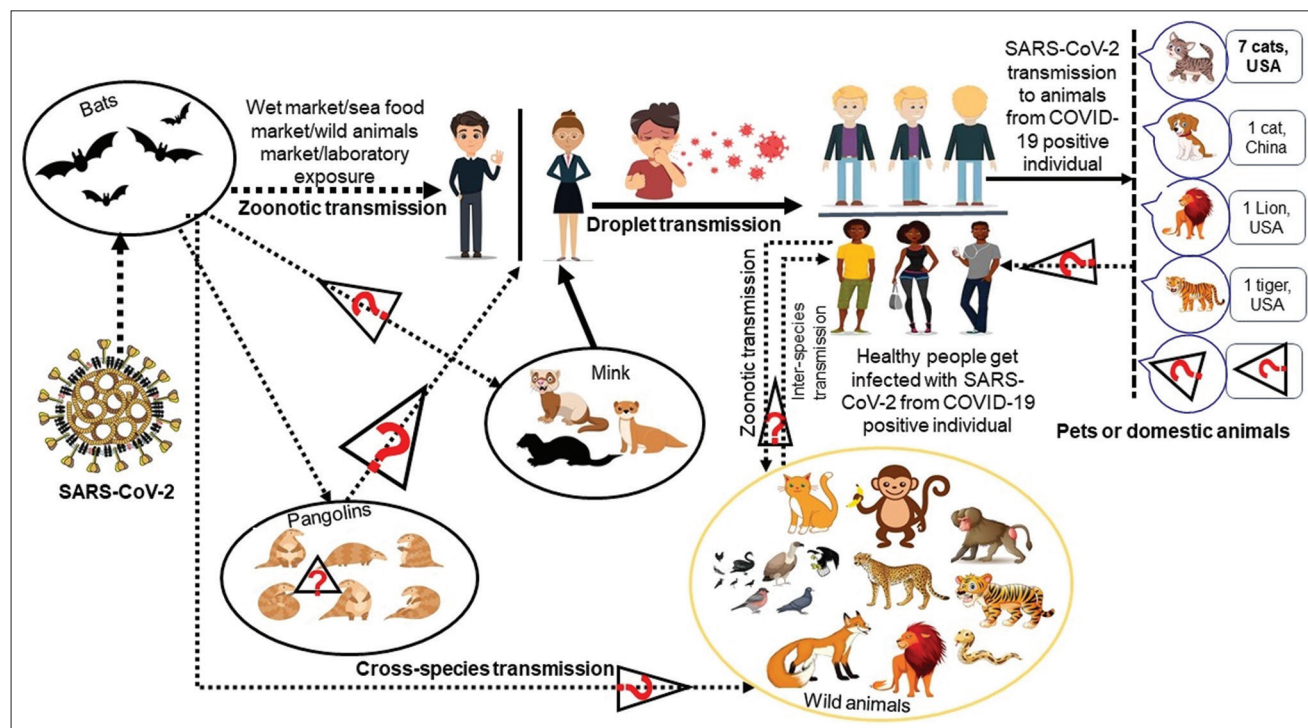 Bats
Wet market/sea food
market/wild animals
market/laboratory
exposure
Zoonotic transmission
Droplet transmission
SARS-CoV-2
transmission
to animals
from COVID-
19 positive
individual
7 cats,
USA
1 cat,
China
1 Lion,
USA
1 tiger,
USA
?
?
?
Pets or domestic animals
Zoonotic transmission
?
Inter-species
transmission
Healthy people get
infected with SARS-
CoV-2 from COVID-19
positive individual
?
?
Mink
SARS-CoV-2
Pangolins
?
Cross-species transmission
?
Wild animals